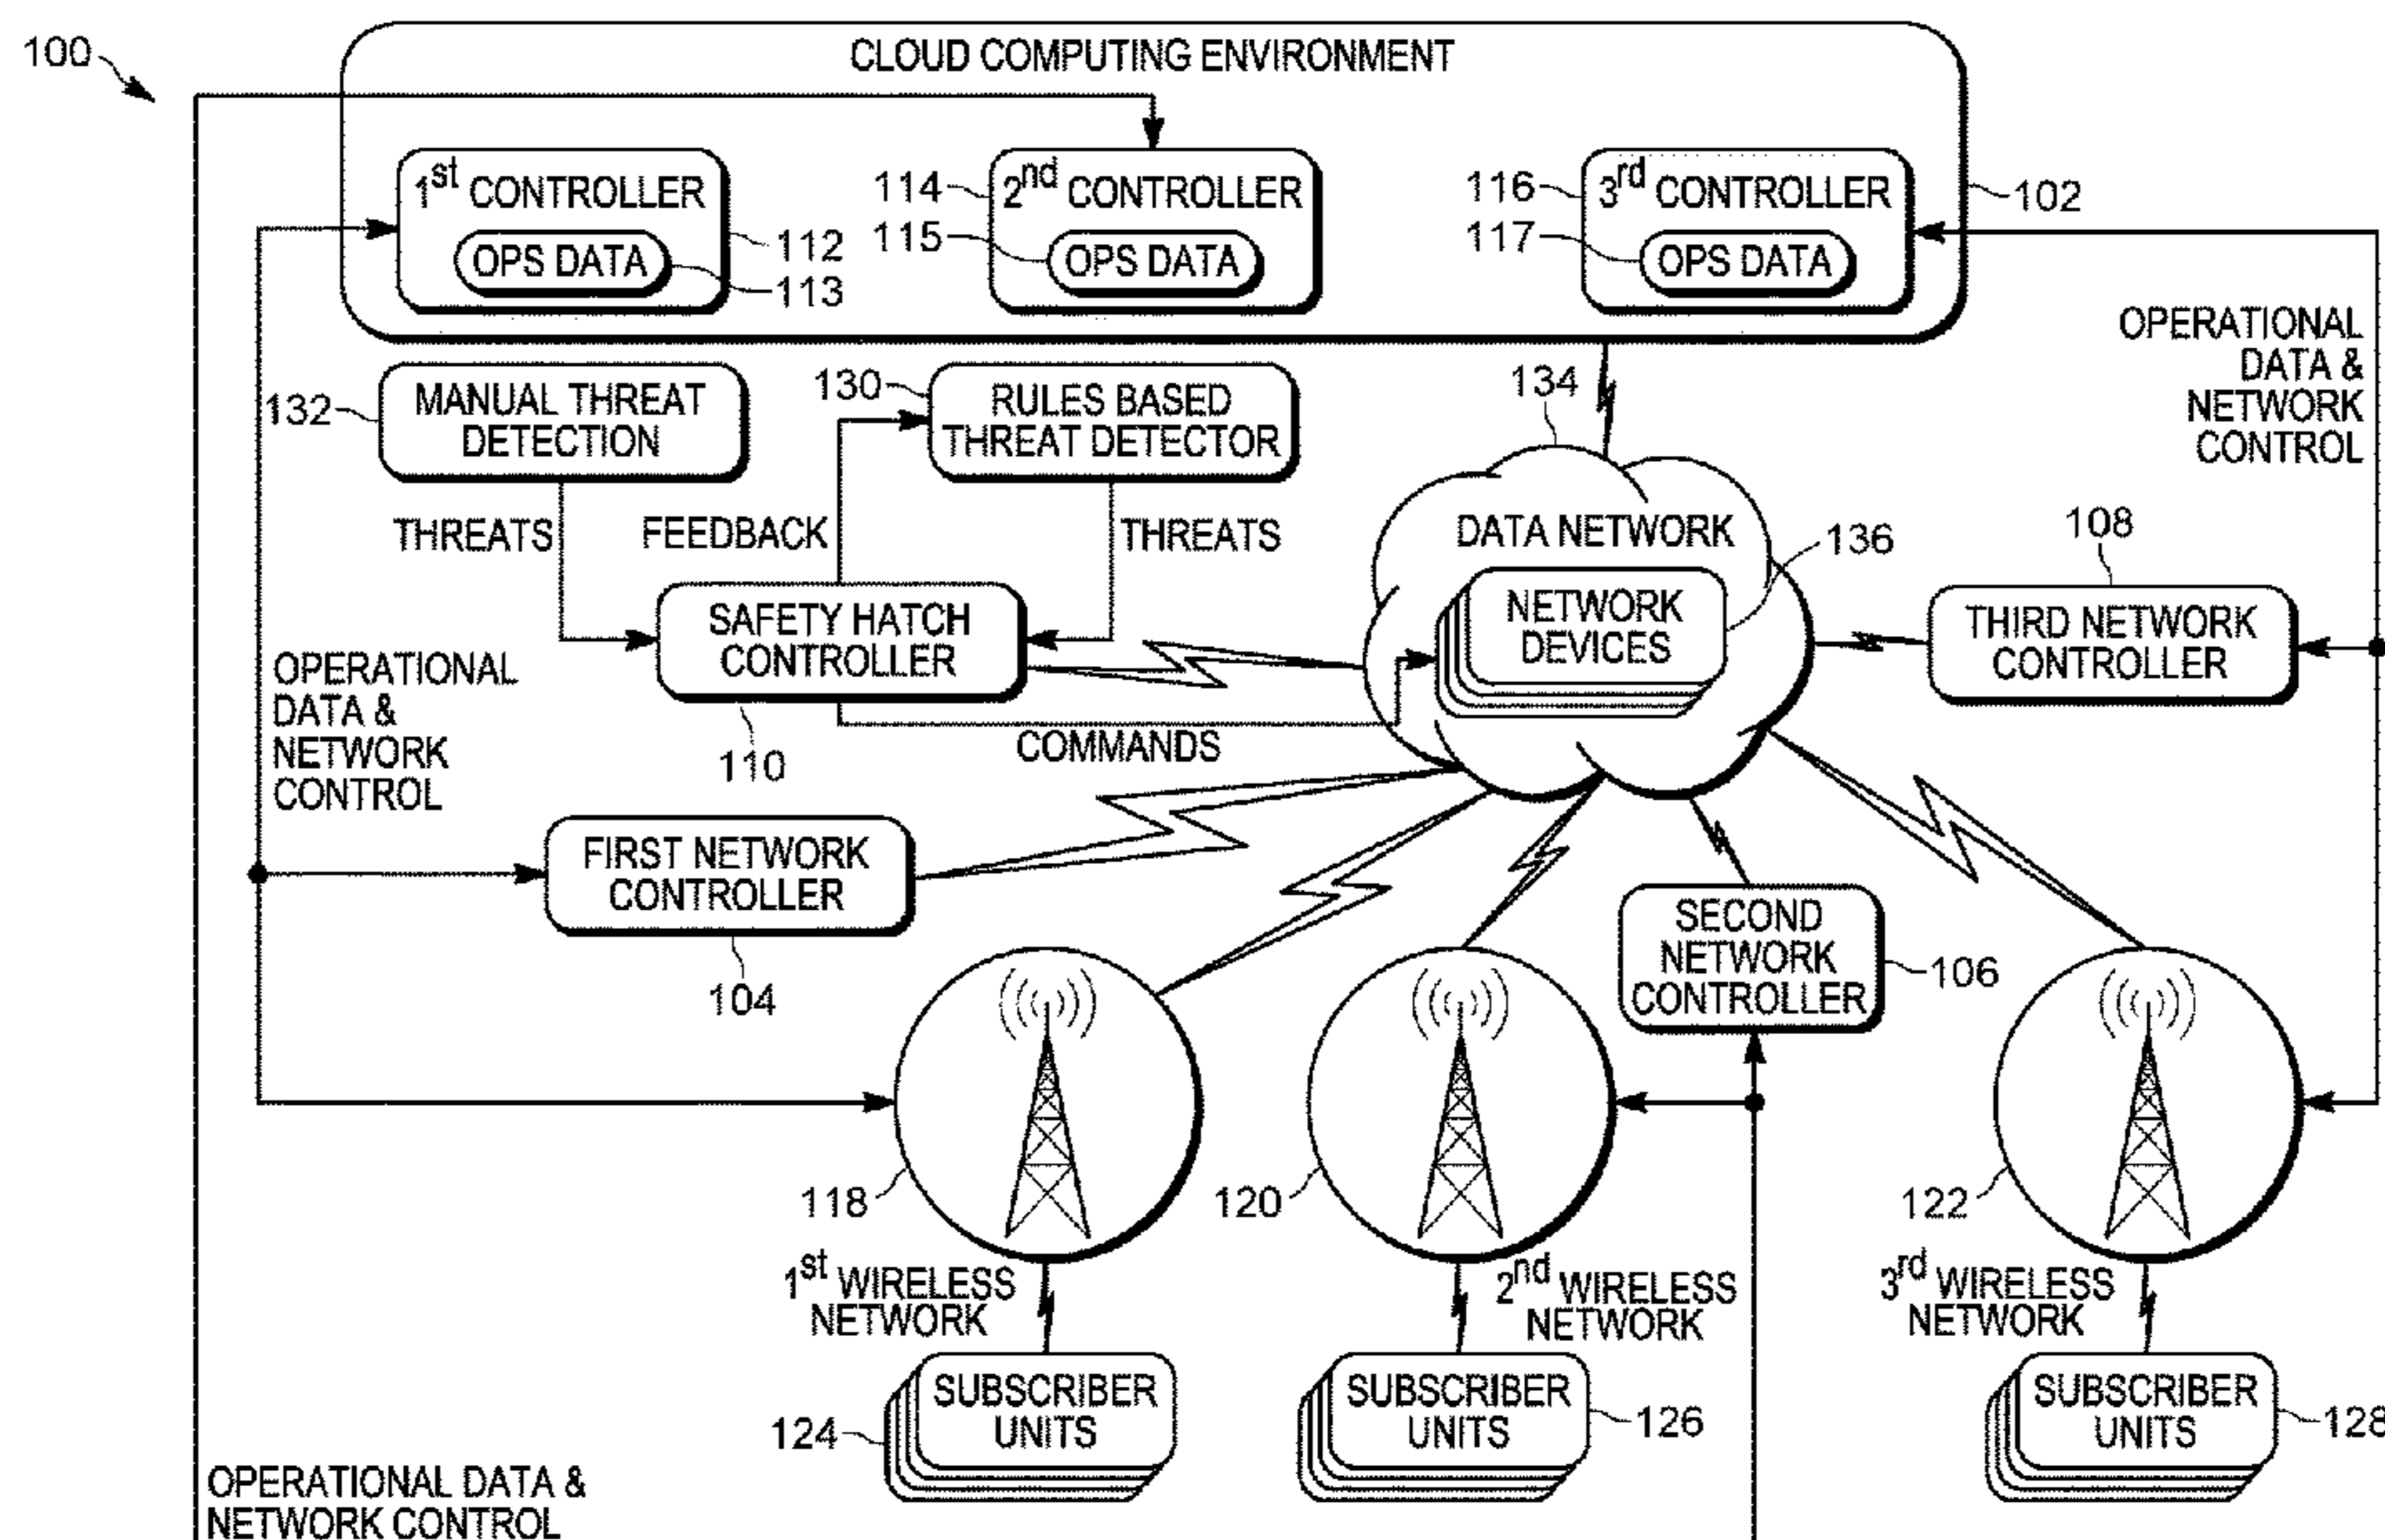 100
CLOUD COMPUTING ENVIRONMENT
1st CONTROLLER
OPS DATA
112
113
114
2nd CONTROLLER
115
OPS DATA
116
3rd CONTROLLER
117
OPS DATA
102
OPERATIONAL
DATA &
NETWORK
CONTROL
132
MANUAL THREAT
DETECTION
130
RULES BASED
THREAT DETECTOR
134
THREATS
FEEDBACK
THREATS
DATA NETWORK
136
NETWORK
DEVICES
108
THIRD NETWORK
CONTROLLER
SAFETY HATCH
CONTROLLER
110
COMMANDS
OPERATIONAL
DATA &
NETWORK
CONTROL
FIRST NETWORK
CONTROLLER
104
SECOND
NETWORK
CONTROLLER
106
118
120
122
1st WIRELESS
NETWORK
2nd WIRELESS
NETWORK
3rd WIRELESS
NETWORK
124
SUBSCRIBER
UNITS
SUBSCRIBER
UNITS
126
SUBSCRIBER
UNITS
128
OPERATIONAL DATA &
NETWORK CONTROL